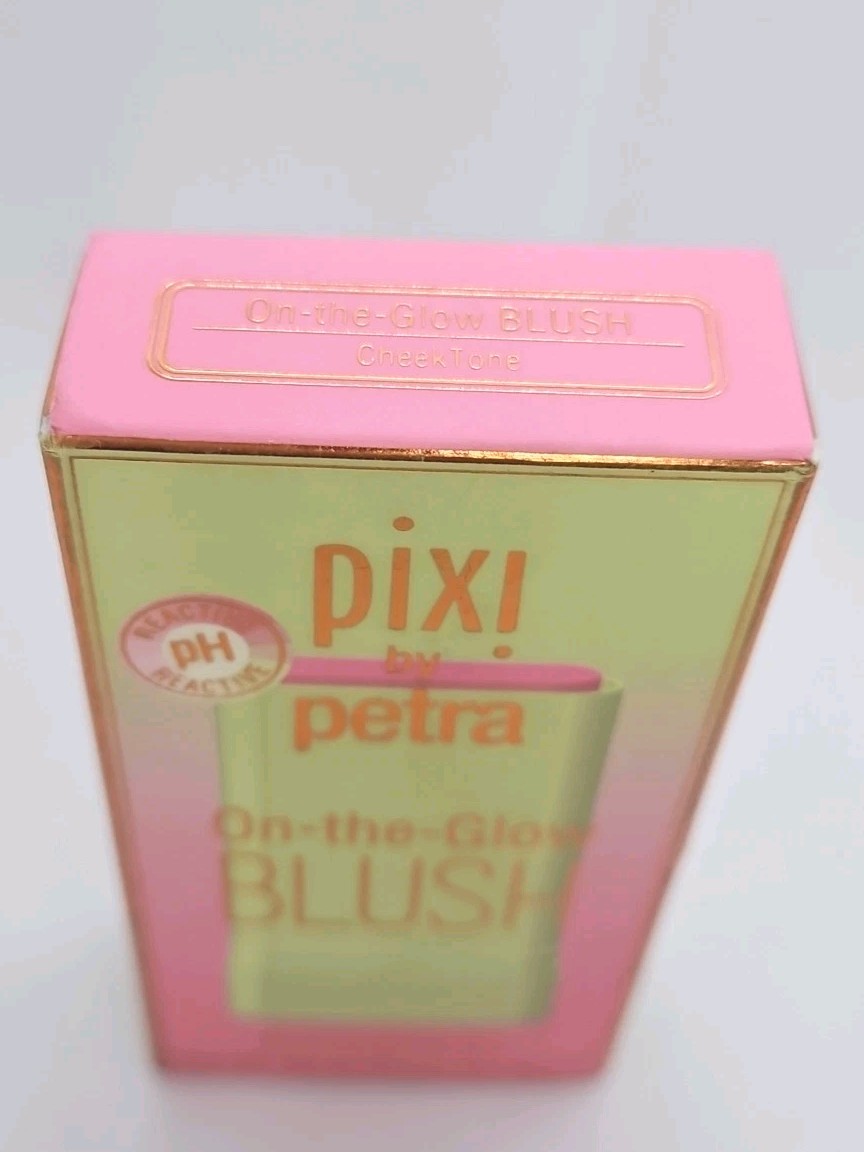 On-the-Glow BLUSH
CheekTone
pixi
by
petra
REACTIVE
pH
REACTIVE
On-the-Glow
BLUSH